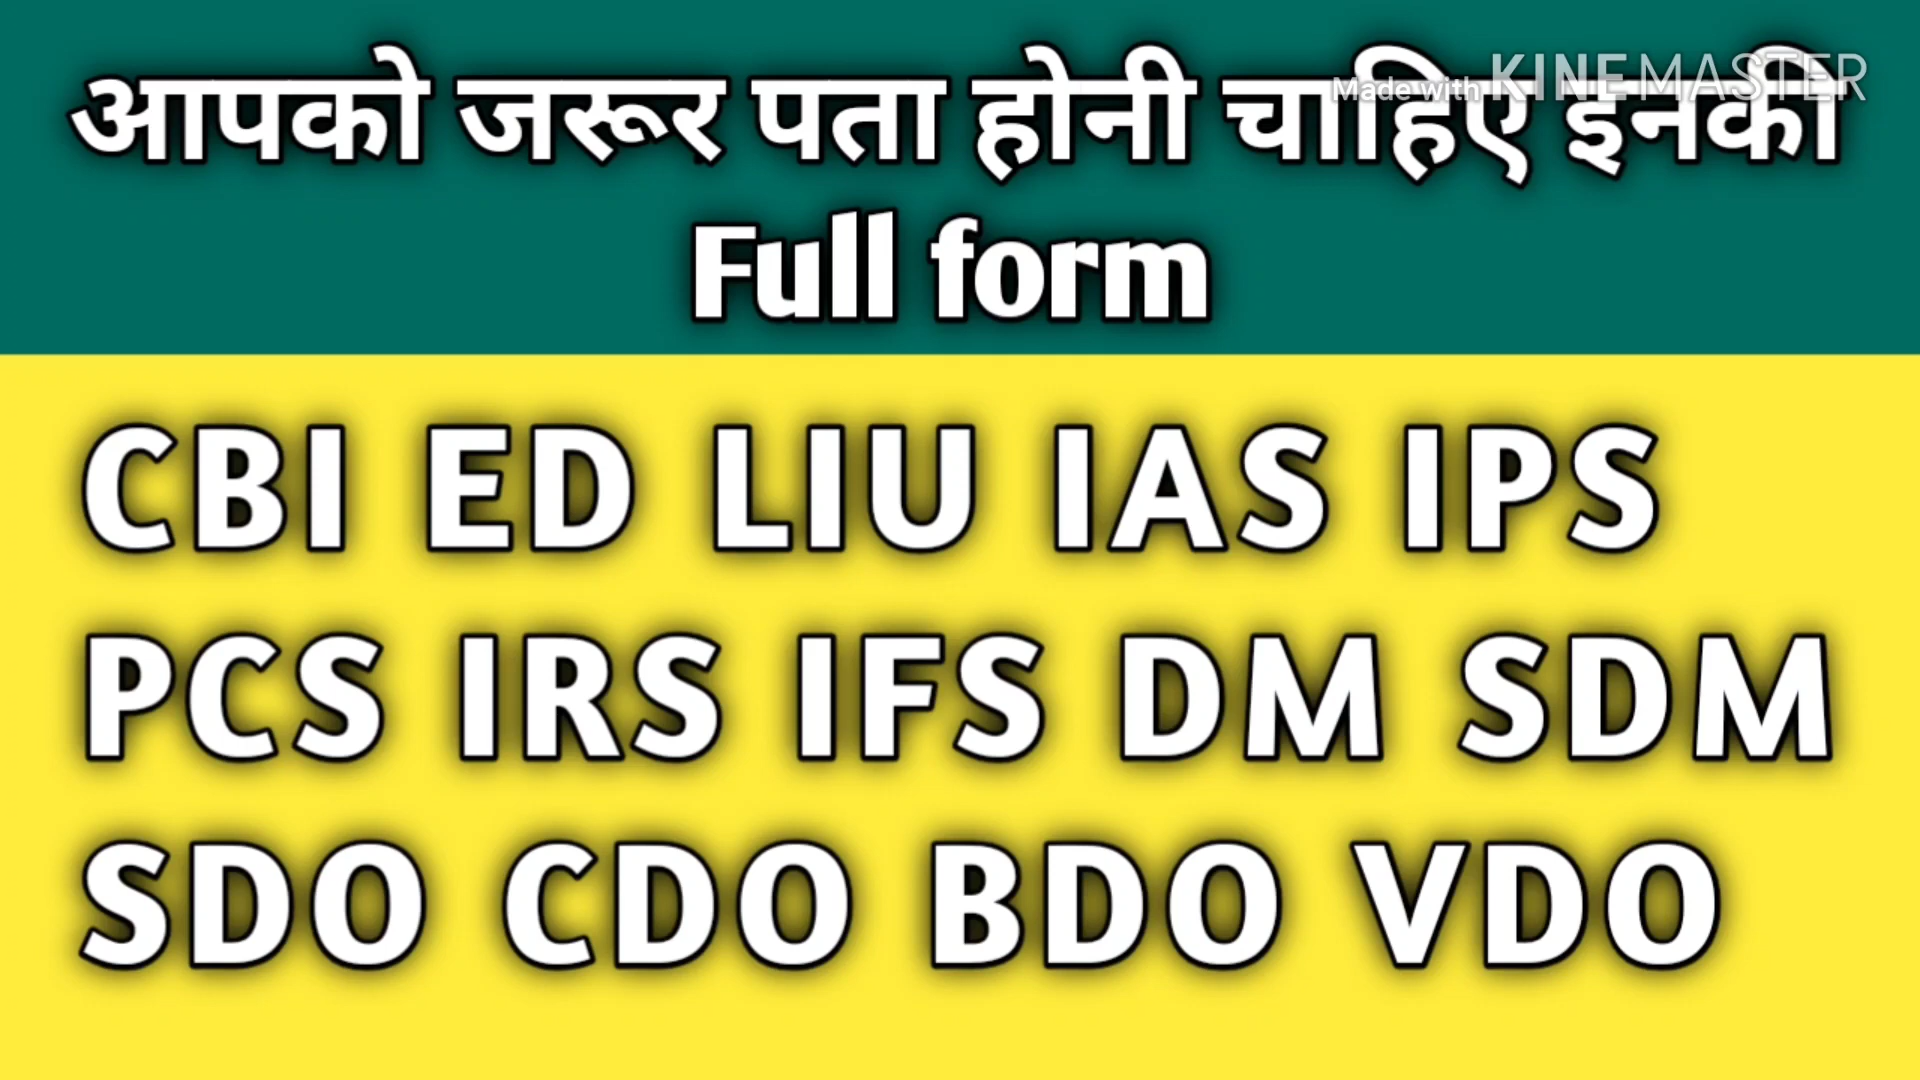 आपको जरूर पता होनी चाहिए इनकी
Made with KINEMASTER
Full form
CBI ED LIU IAS IPS
PCS IRS IFS DM SDM
SDO CDO BDO VDO